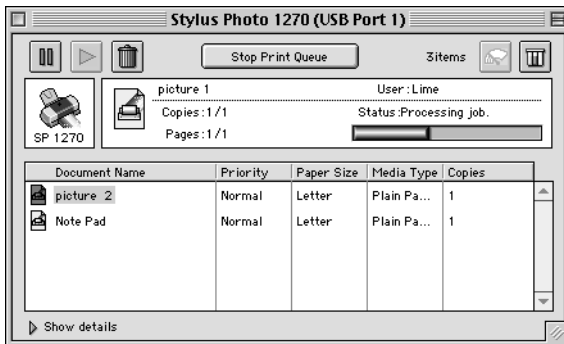 Stylus Photo 1270 (USB Port 1)
Stop Print Queue
3items
SP 1270
picture 1
User :Lime
Copies :1 /1
Status :Processing job.
Pages :1 /1
Document Name Priority Paper Size Media Type Copies
picture 2 Normal Letter Plain Pa... 1
Note Pad Normal Letter Plain Pa... 1
Show details